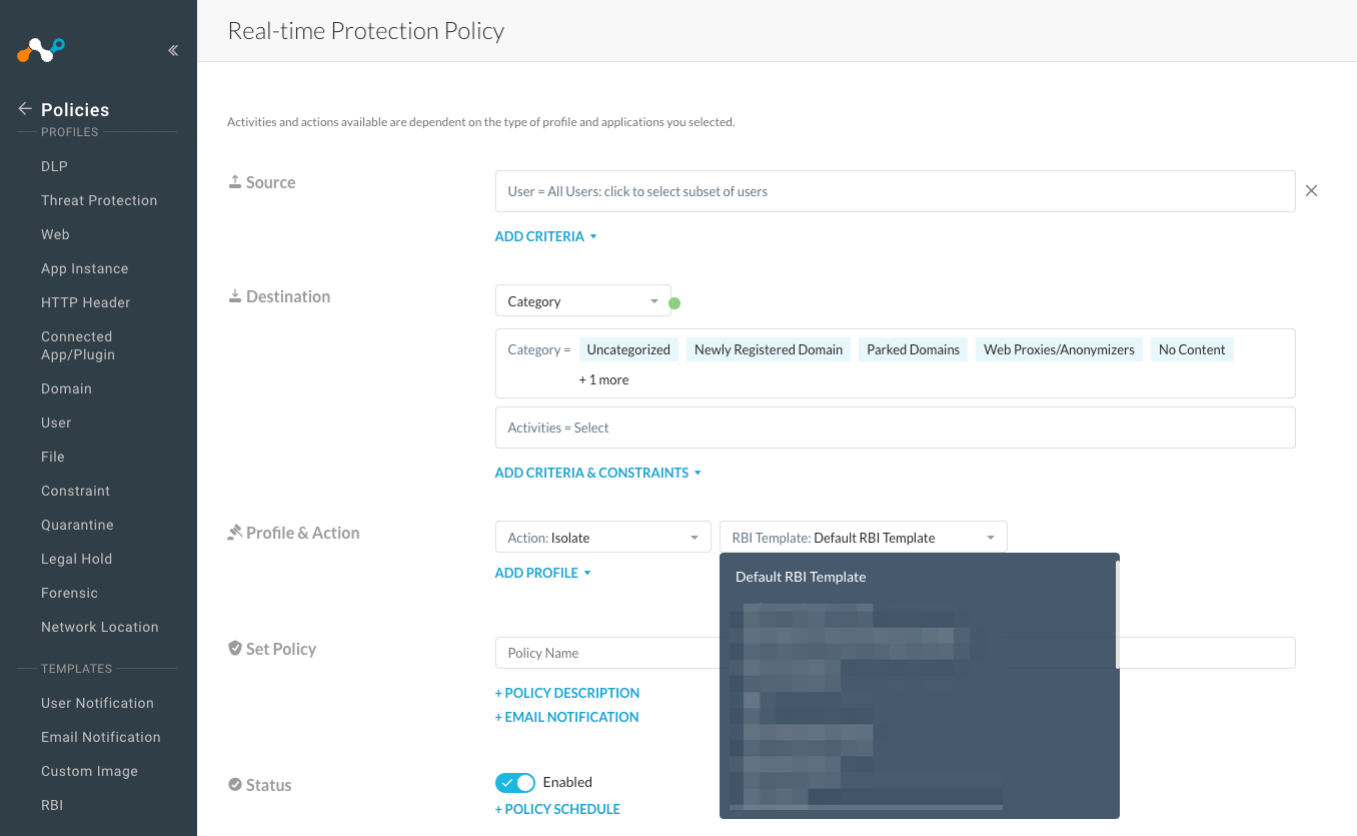 Real-time Protection Policy
Policies
PROFILES
DLP
Threat Protection
Web
App Instance
HTTP Header
Connected
App/Plugin
Domain
User
File
Constraint
Quarantine
Legal Hold
Forensic
Network Location
TEMPLATES
User Notification
Email Notification
Custom Image
RBI
Activities and actions available are dependent on the type of profile and applications you selected.
Source
User = All Users: click to select subset of users
ADD CRITERIA
Destination
Category
Category = Uncategorized Newly Registered Domain Parked Domains Web Proxies/Anonymizers No Content
+ 1 more
Activities = Select
ADD CRITERIA & CONSTRAINTS
Profile & Action
Action: Isolate RBI Template: Default RBI Template
ADD PROFILE
Default RBI Template
Set Policy
Policy Name
+ POLICY DESCRIPTION
+ EMAIL NOTIFICATION
Status
Enabled
+ POLICY SCHEDULE